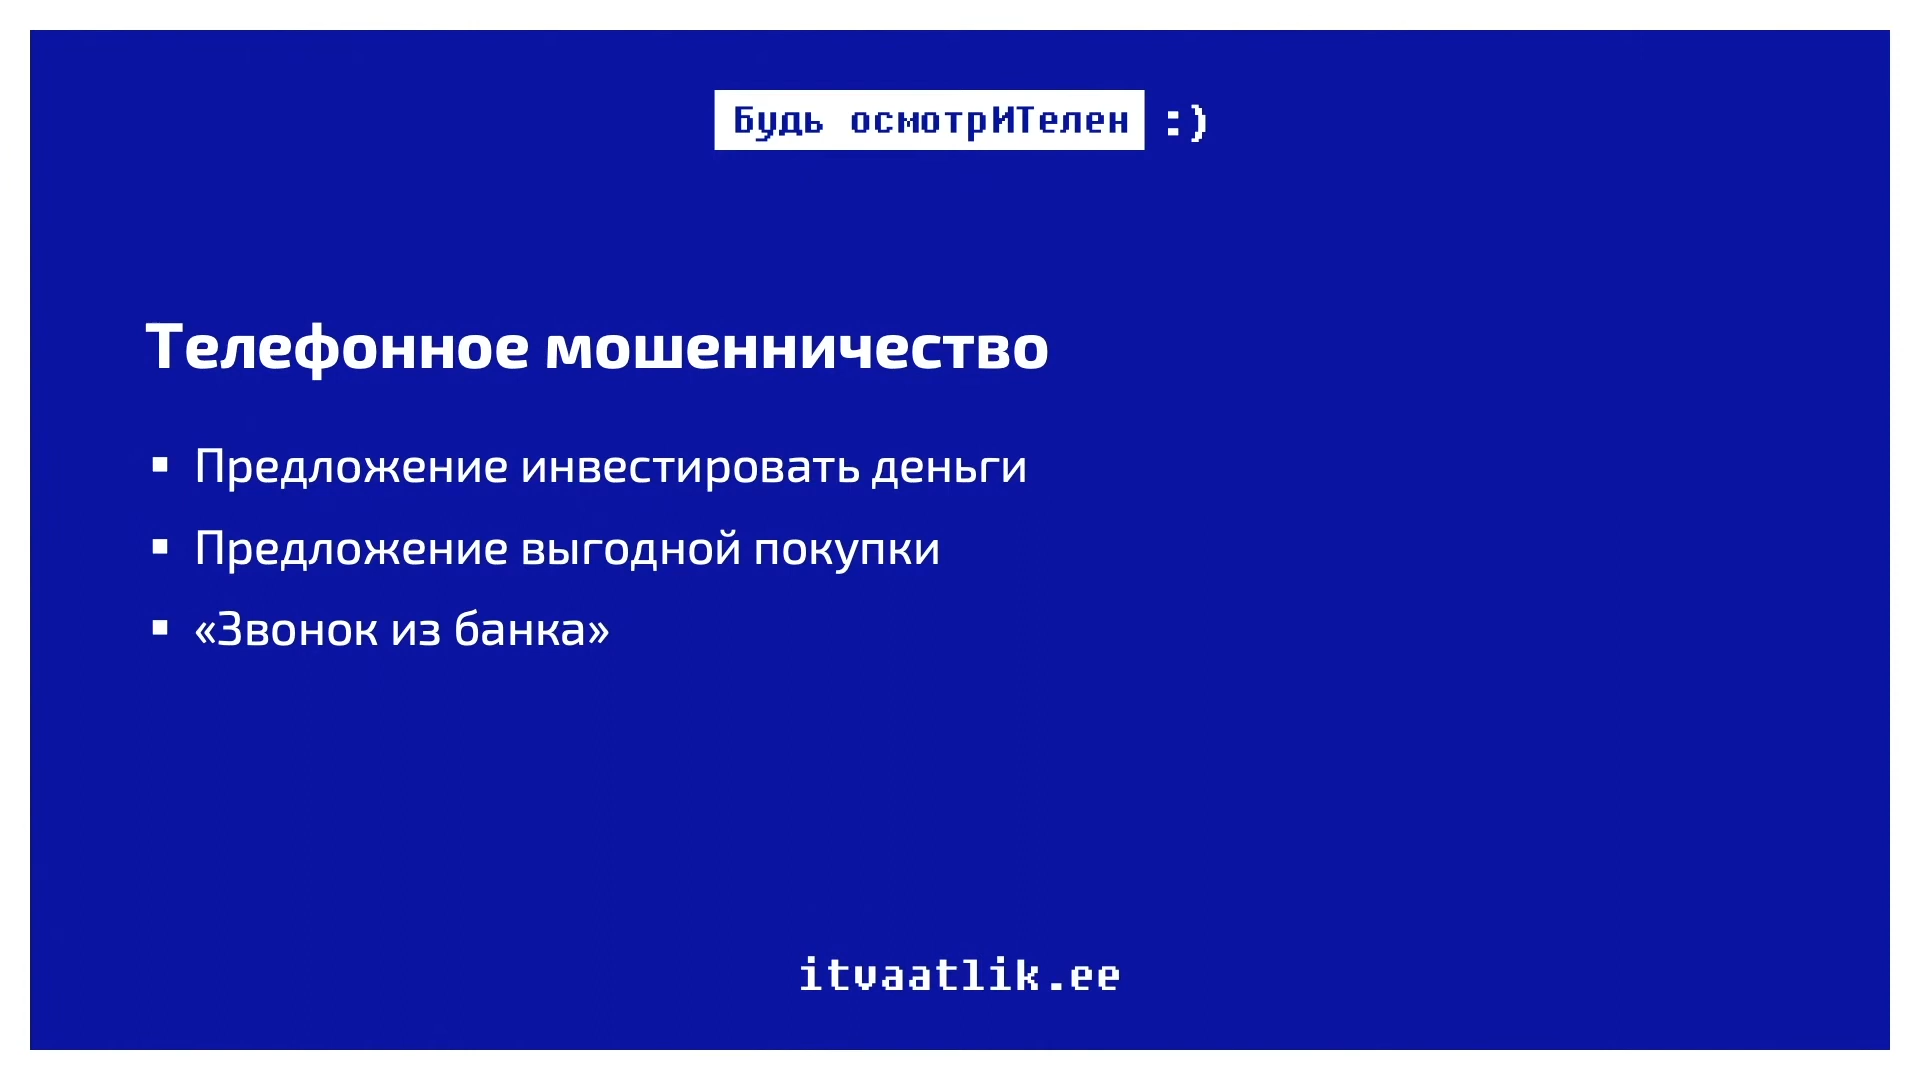 Будь осмотрИТелен :)
Телефонное мошенничество
▪ Предложение инвестировать деньги
▪ Предложение выгодной покупки
▪ «Звонок из банка»
itvaatlik.ee